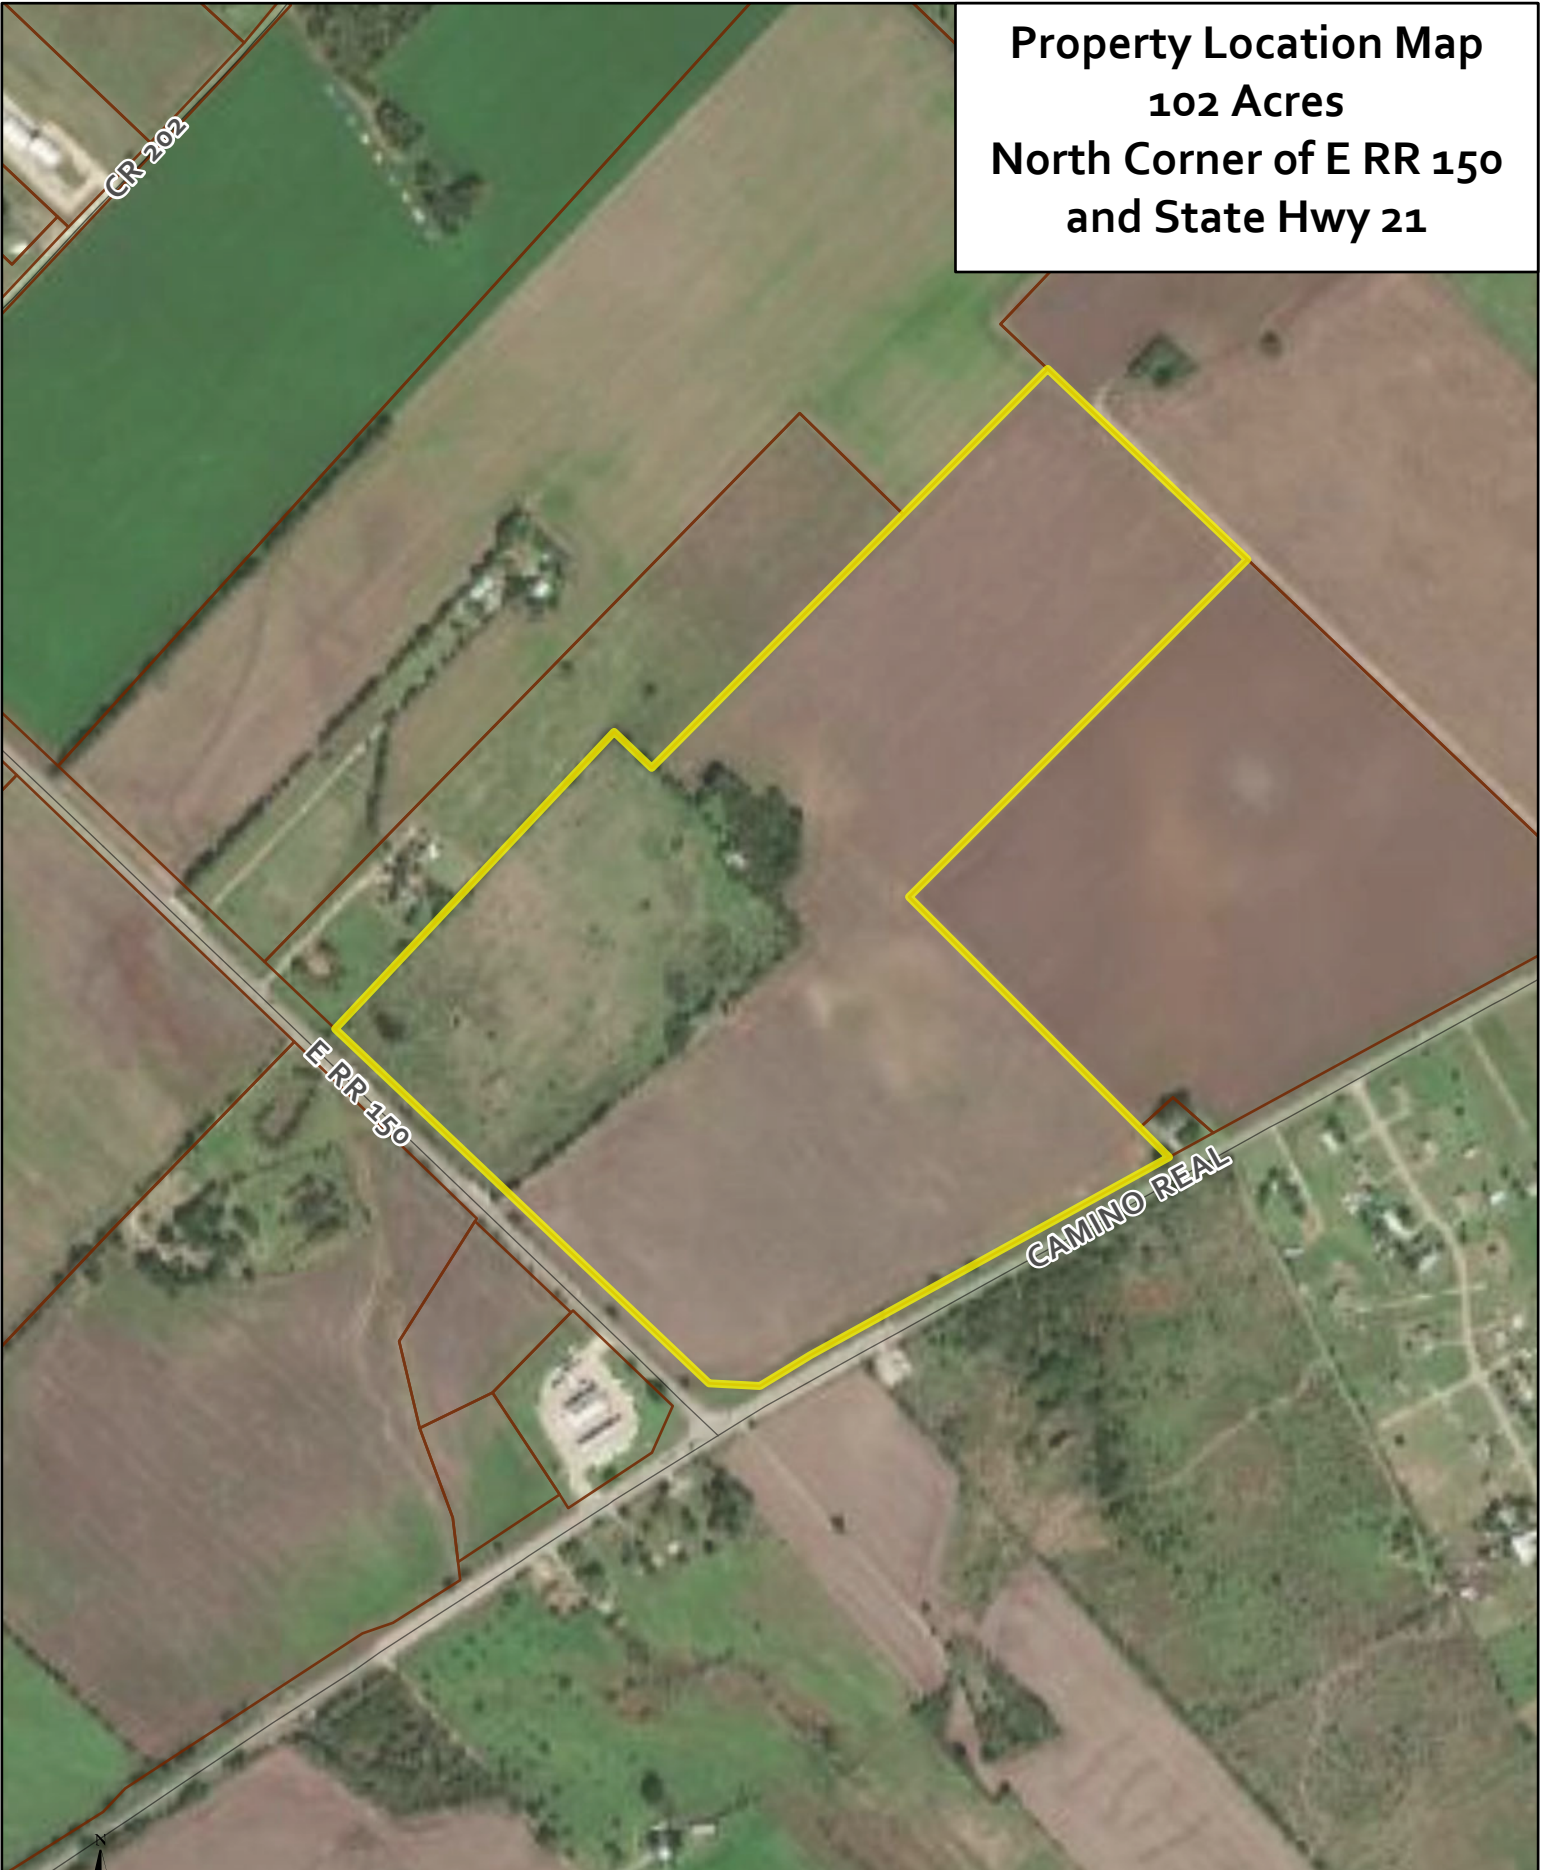 Property Location Map
102 Acres
North Corner of E RR 150
and State Hwy 21
CR 202
E RR 150
CAMINO REAL
N